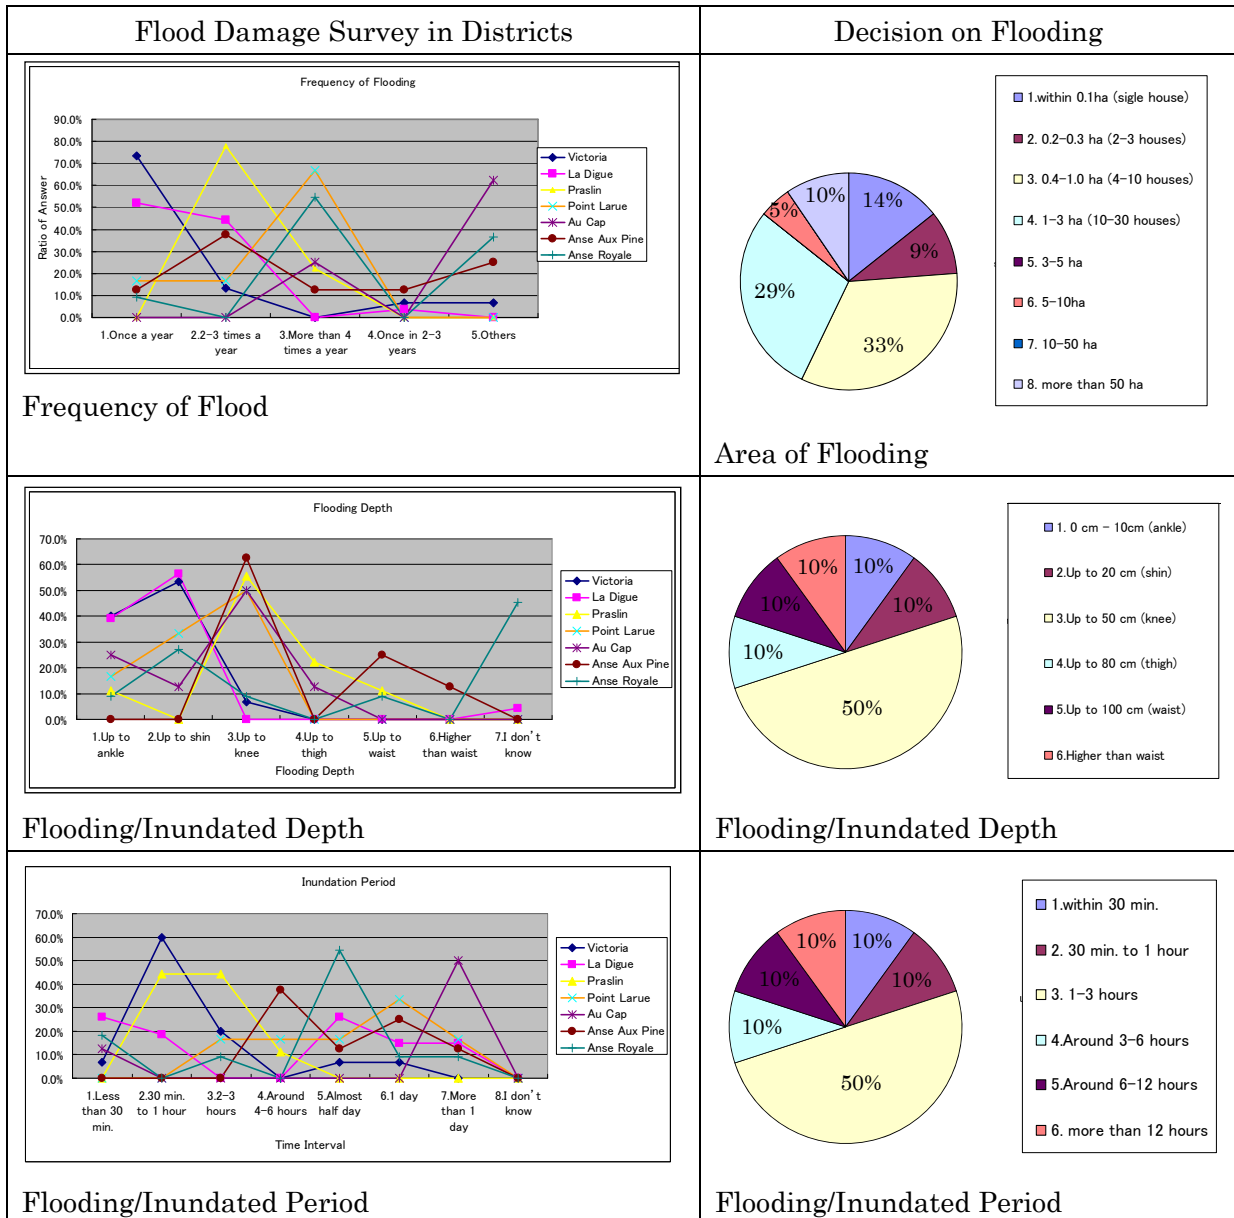 Flood Damage Survey in Districts
Decision on Flooding
Frequency of Flooding
90.0%
80.0%
70.0%
60.0%
50.0%
40.0%
30.0%
20.0%
10.0%
0.0%
Ratio of Answer
1.Once a year
2.2-3 times a
year
3.More than 4
times a year
4.Once in 2-3
years
5.Others
Victoria
La Digue
Praslin
Point Larue
Au Cap
Anse Aux Pine
Anse Royale
Frequency of Flood
14%
9%
33%
29%
5%
10%
1.within 0.1ha (sigle house)
2. 0.2-0.3 ha (2-3 houses)
3. 0.4-1.0 ha (4-10 houses)
4. 1-3 ha (10-30 houses)
5. 3-5 ha
6. 5-10ha
7. 10-50 ha
8. more than 50 ha
Area of Flooding
Flooding Depth
70.0%
60.0%
50.0%
40.0%
30.0%
20.0%
10.0%
0.0%
1.Up to
ankle
2.Up to shin
3.Up to
knee
4.Up to
thigh
5.Up to
waist
6.Higher
than waist
7.I don't
know
Flooding Depth
Victoria
La Digue
Praslin
Point Larue
Au Cap
Anse Aux Pine
Anse Royale
Flooding/Inundated Depth
10%
10%
50%
10%
10%
10%
1. 0 cm - 10cm (ankle)
2.Up to 20 cm (shin)
3.Up to 50 cm (knee)
4.Up to 80 cm (thigh)
5.Up to 100 cm (waist)
6.Higher than waist
Flooding/Inundated Depth
Inundation Period
70.0%
60.0%
50.0%
40.0%
30.0%
20.0%
10.0%
0.0%
1.Less
than 30
min.
2.30 min.
to 1 hour
3.2-3
hours
4.Around
4-6 hours
5.Almost
half day
6.1 day
7.More
than 1
day
8.I don't
know
Time Interval
Victoria
La Digue
Praslin
Point Larue
Au Cap
Anse Aux Pine
Anse Royale
Flooding/Inundated Period
10%
10%
50%
10%
10%
10%
1.within 30 min.
2. 30 min. to 1 hour
3. 1-3 hours
4.Around 3-6 hours
5.Around 6-12 hours
6. more than 12 hours
Flooding/Inundated Period